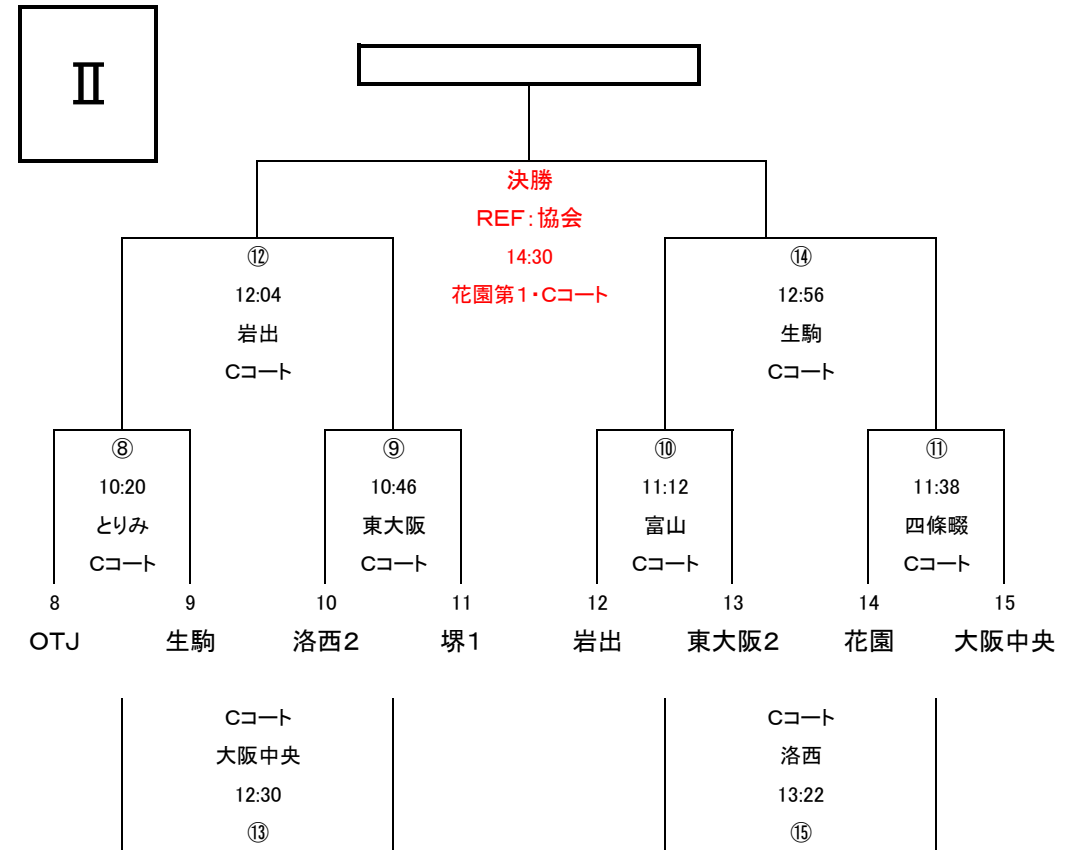 Ⅱ
決勝
REF:協会
14:30
花園第1・Cコート
⑫
12:04
岩出
Cコート
⑭
12:56
生駒
Cコート
⑧
10:20
とりみ
Cコート
⑨
10:46
東大阪
Cコート
⑩
11:12
富山
Cコート
⑪
11:38
四條畷
Cコート
8 9 10 11 12 13 14 15
OTJ 生駒 洛西2 堺1 岩出 東大阪2 花園 大阪中央
Cコート
大阪中央
12:30
⑬
Cコート
洛西
13:22
⑮